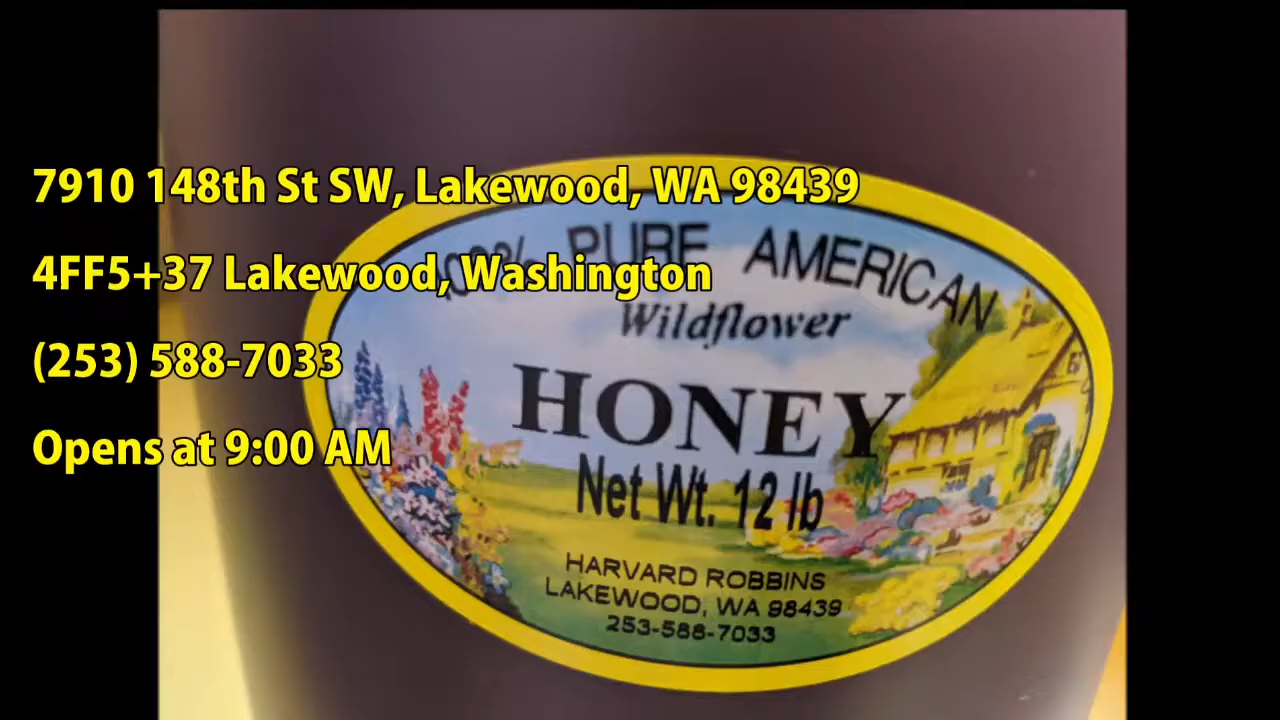 7910 148th St SW, Lakewood, WA 98439
4FF5+37 Lakewood, Washington
(253) 588-7033
Opens at 9:00 AM
100% PURE AMERICAN
Wildflower
HONEY
Net Wt. 12 lb
HARVARD ROBBINS
LAKEWOOD, WA 98439
253-588-7033